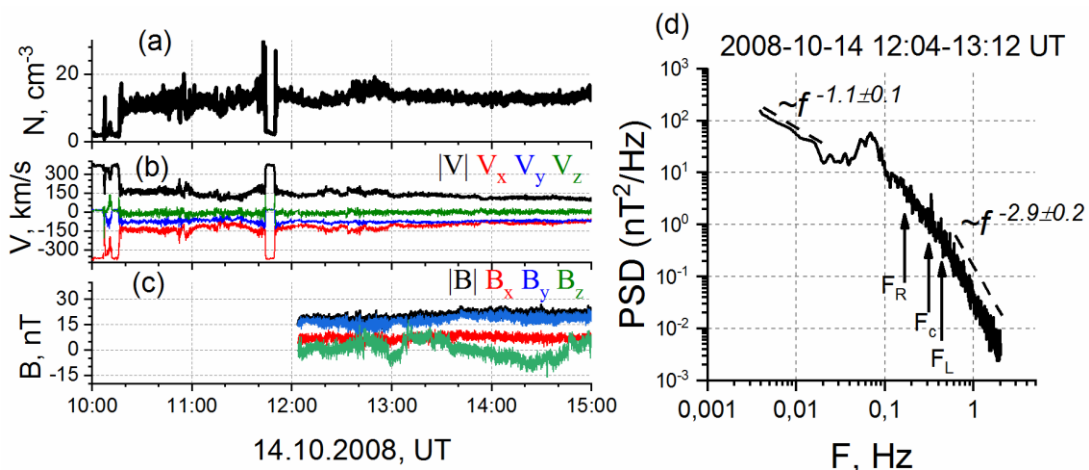 (a)
N, cm-3
20
0
(b)
|V| Vx Vy Vz
V, km/s
300
150
0
-150
-300
(c)
|B| Bx By Bz
B, nT
30
15
0
-15
10:00 11:00 12:00 13:00 14:00 15:00
14.10.2008, UT
(d)
2008-10-14 12:04-13:12 UT
PSD (nT2/Hz)
103
102
101
100
10-1
10-2
10-3
~f -1.1±0.1
~f -2.9±0.2
FR
Fc
FL
0,001 0,01 0,1 1
F, Hz